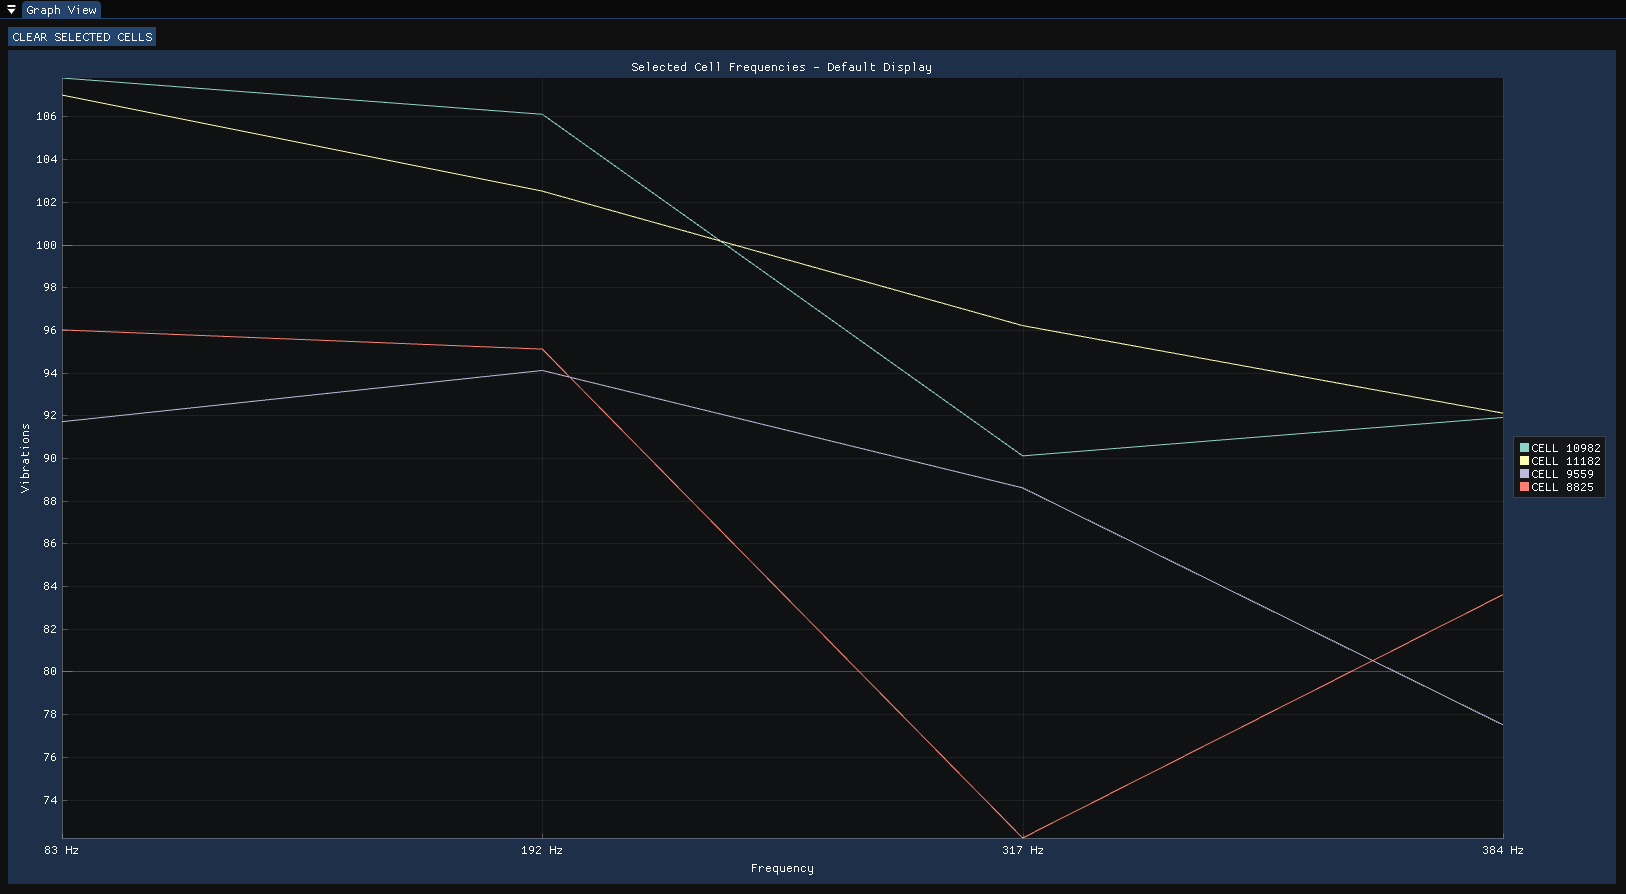 Graph View
CLEAR SELECTED CELLS
Selected Cell Frequencies - Default Display
106
104
102
100
98
96
94
92
90
88
86
84
82
80
78
76
74
Vibrations
83 Hz 192 Hz 317 Hz 384 Hz
Frequency
CELL 10982
CELL 11182
CELL 9559
CELL 8825